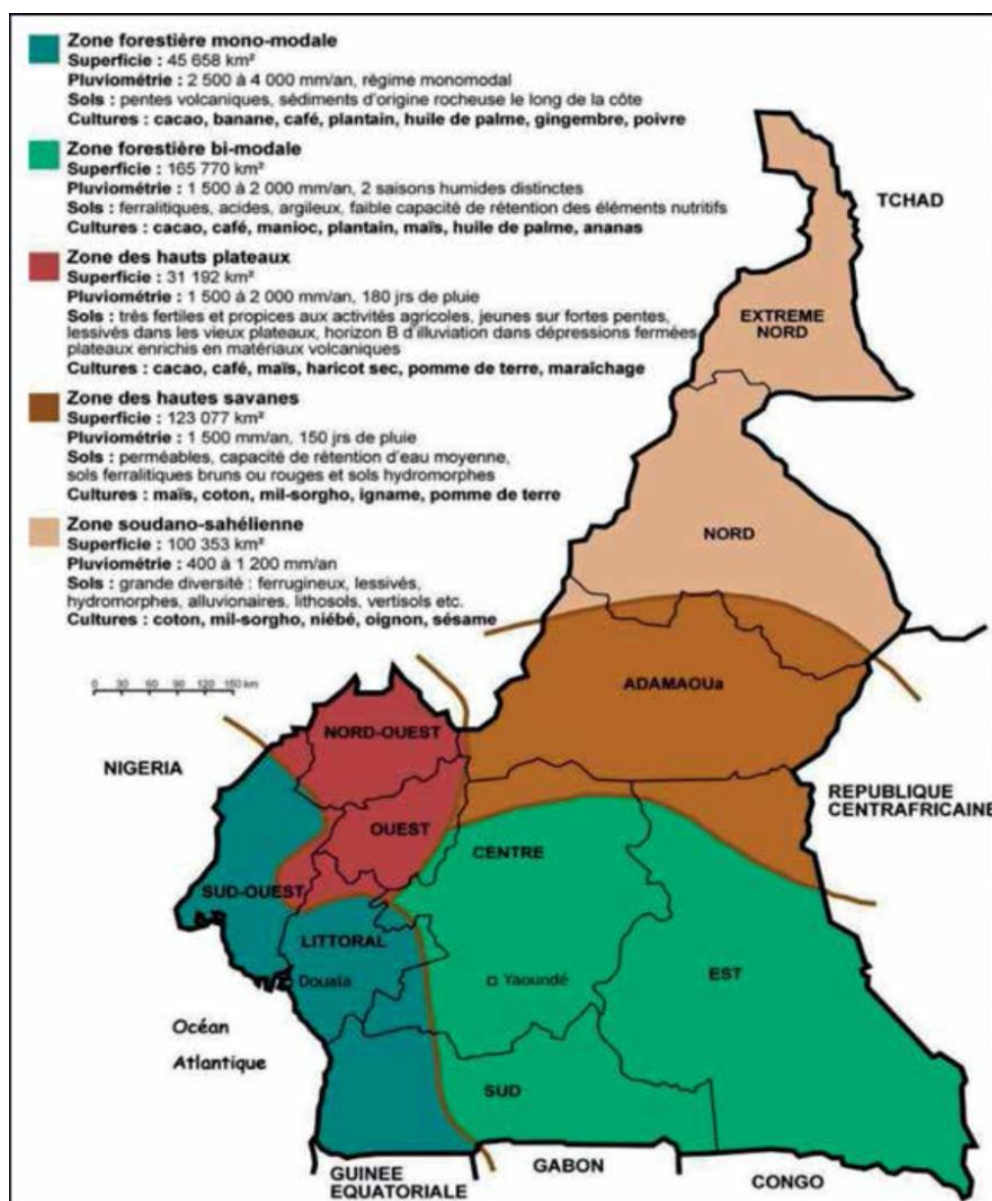 Zone forestière mono-modale
Superficie : 45 658 km²
Pluviométrie : 2 500 à 4 000 mm/an, régime monomodal
Sols : pentes volcaniques, sédiments d'origine rocheuse le long de la côte
Cultures : cacao, banane, café, plantain, huile de palme, gingembre, poivre
Zone forestière bi-modale
Superficie : 165 770 km²
Pluviométrie : 1 500 à 2 000 mm/an, 2 saisons humides distinctes
Sols : ferralitiques, acides, argileux, faible capacité de rétention des éléments nutritifs
Cultures : cacao, café, manioc, plantain, maïs, huile de palme, ananas
Zone des hauts plateaux
Superficie : 31 192 km²
Pluviométrie : 1 500 à 2 000 mm/an, 180 jrs de pluie
Sols : très fertiles et propices aux activités agricoles, jeunes sur fortes pentes,
lessivés dans les vieux plateaux, horizon B d'illuviation dans dépressions fermées
plateaux enrichis en matériaux volcaniques
Cultures : cacao, café, maïs, haricot sec, pomme de terre, maraîchage
Zone des hautes savanes
Superficie : 123 077 km²
Pluviométrie : 1 500 mm/an, 150 jrs de pluie
Sols : perméables, capacité de rétention d'eau moyenne,
sols ferralitiques bruns ou rouges et sols hydromorphes
Cultures : maïs, coton, mil-sorgho, igname, pomme de terre
Zone soudano-sahélienne
Superficie : 100 353 km²
Pluviométrie : 400 à 1 200 mm/an
Sols : grande diversité : ferrugineux, lessivés,
hydromorphes, alluvionaires, lithosols, vertisols etc.
Cultures : coton, mil-sorgho, niébé, oignon, sésame
0 30 60 90 120 150 km
TCHAD
EXTREME
NORD
NORD
ADAMAOUa
NORD-OUEST
NIGERIA
REPUBLIQUE
CENTRAFRICAINE
OUEST
CENTRE
SUD-OUEST
LITTORAL
Douala
Yaoundé
EST
Océan
Atlantique
SUD
GUINEE
EQUATORIALE
GABON
CONGO